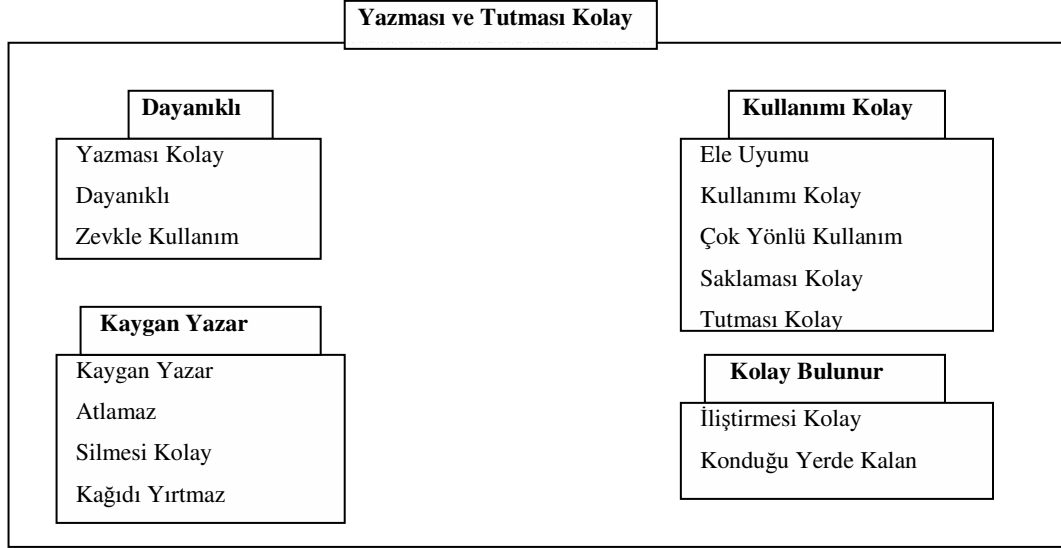 Yazması ve Tutması Kolay
Dayanıklı
Yazması Kolay
Dayanıklı
Zevkle Kullanım
Kaygan Yazar
Kaygan Yazar
Atlamaz
Silmesi Kolay
Kağıdı Yırtmaz
Kullanımı Kolay
Ele Uyumu
Kullanımı Kolay
Çok Yönlü Kullanım
Saklaması Kolay
Tutması Kolay
Kolay Bulunur
İliştirmesi Kolay
Konduğu Yerde Kalan